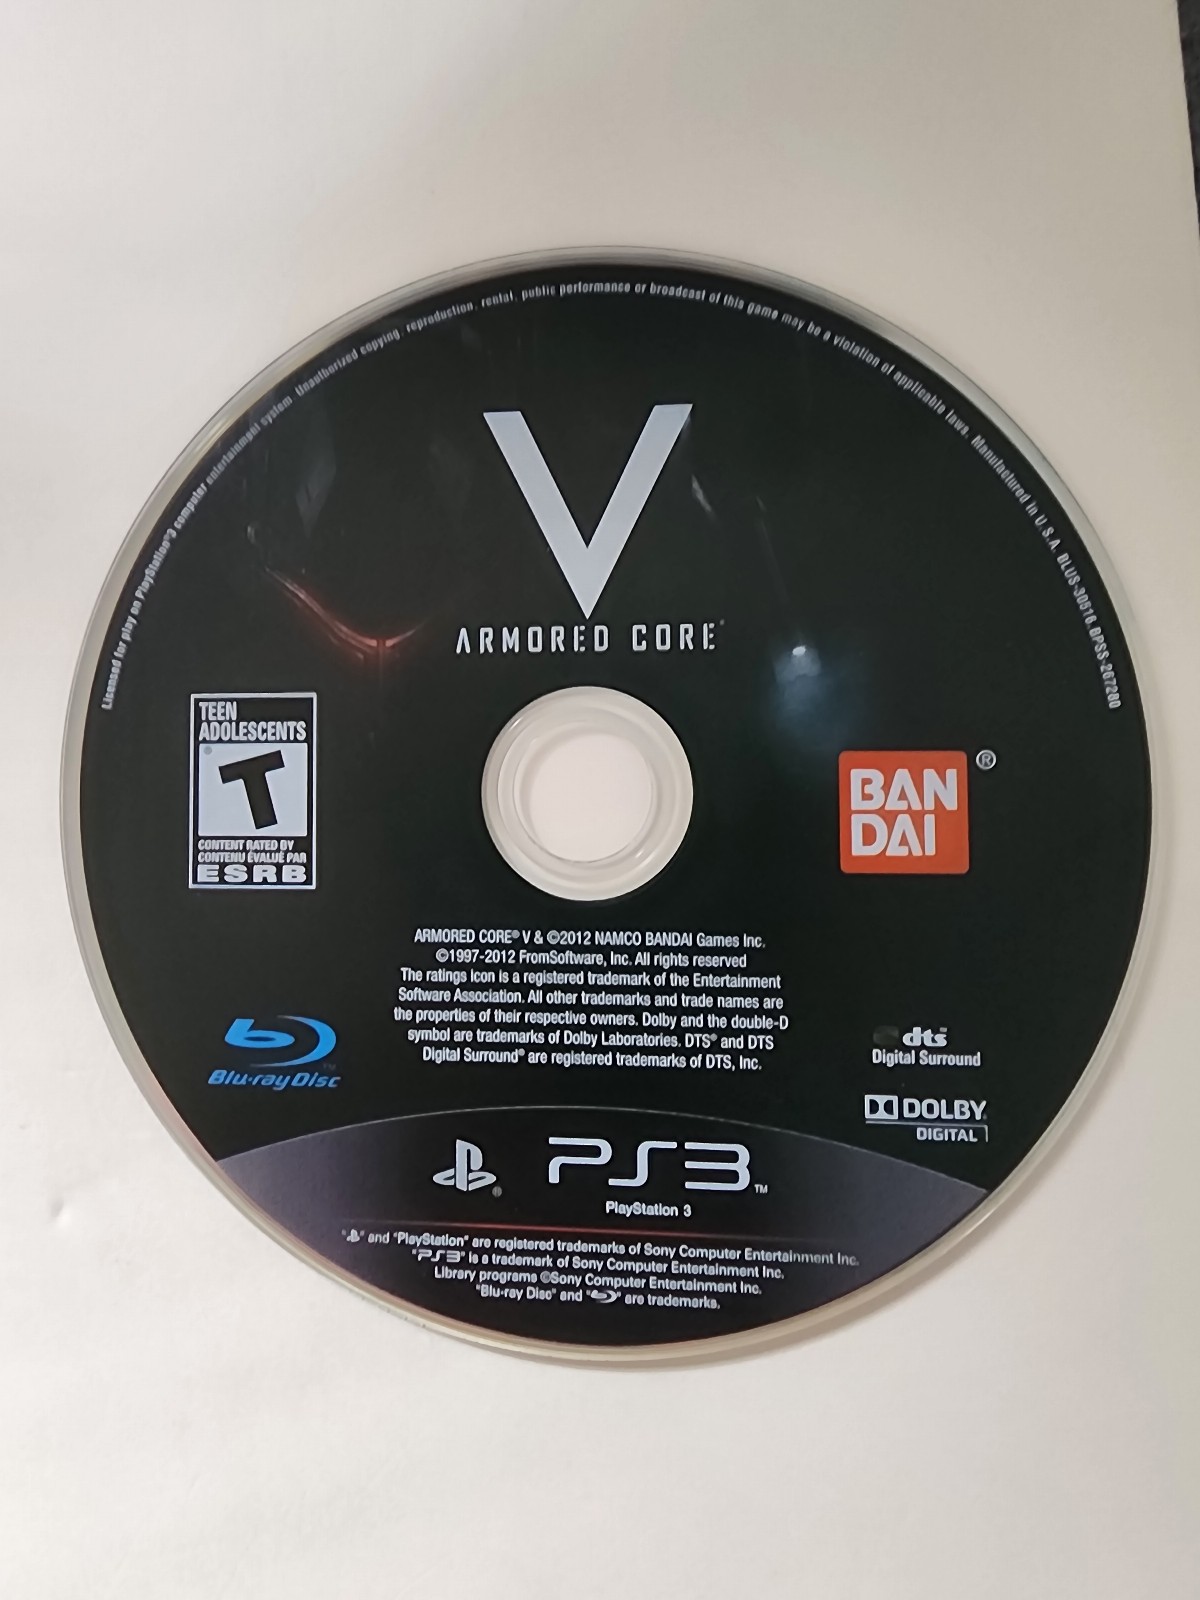 Licensed for play on PlayStation®3 computer entertainment system. Unauthorized copying, reproduction, rental, public performance or broadcast of this game may be a violation of applicable laws. Manufactured in U.S.A. BLUS-30516 BPSS-267280
V
ARMORED CORE®
TEEN
ADOLESCENTS
T
CONTENT RATED BY
CONTENU ÉVALUÉ PAR
ESRB
BAN
DAI
®
ARMORED CORE® V & ©2012 NAMCO BANDAI Games Inc.
©1997-2012 FromSoftware, Inc. All rights reserved
The ratings icon is a registered trademark of the Entertainment
Software Association. All other trademarks and trade names are
the properties of their respective owners. Dolby and the double-D
symbol are trademarks of Dolby Laboratories. DTS® and DTS
Digital Surround® are registered trademarks of DTS, Inc.
Blu-ray Disc™
dts™
Digital Surround
DOLBY
DIGITAL
® PS3™
PlayStation 3
" " and "PlayStation" are registered trademarks of Sony Computer Entertainment Inc.
"PS3" is a trademark of Sony Computer Entertainment Inc.
Library programs ©Sony Computer Entertainment Inc.
"Blu-ray Disc" and " " are trademarks.